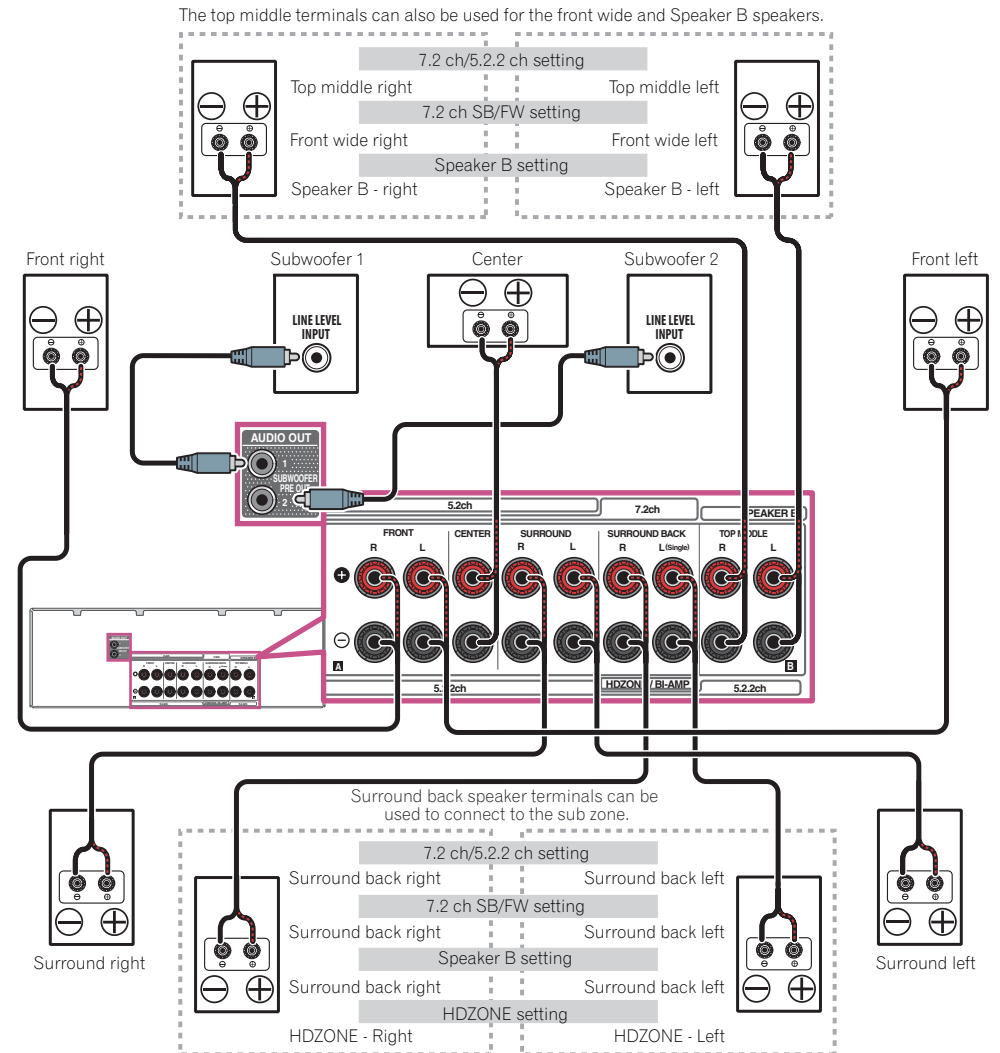 The top middle terminals can also be used for the front wide and Speaker B speakers.
7.2 ch/5.2.2 ch setting
Top middle right
Top middle left
7.2 ch SB/FW setting
Front wide right
Front wide left
Speaker B setting
Speaker B - right
Speaker B - left
Front right
Subwoofer 1
Center
Subwoofer 2
Front left
LINE LEVEL
INPUT
LINE LEVEL
INPUT
AUDIO OUT
1
SUBWOOFER
PRE OUT
2
5.2ch
7.2ch
SPEAKER B
FRONT
CENTER
SURROUND
SURROUND BACK
TOP MIDDLE
R
L
R
L
R
L (Single)
R
L
A
B
HDZONE / BI-AMP
5.2.2ch
Surround back speaker terminals can be
used to connect to the sub zone.
7.2 ch/5.2.2 ch setting
Surround back right
Surround back left
7.2 ch SB/FW setting
Surround back right
Surround back left
Speaker B setting
Surround back right
Surround back left
HDZONE setting
HDZONE - Right
HDZONE - Left
Surround right
Surround left